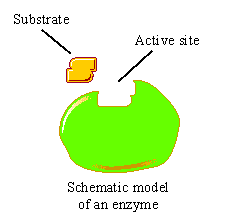 Substrate
Active site
Schematic model
of an enzyme